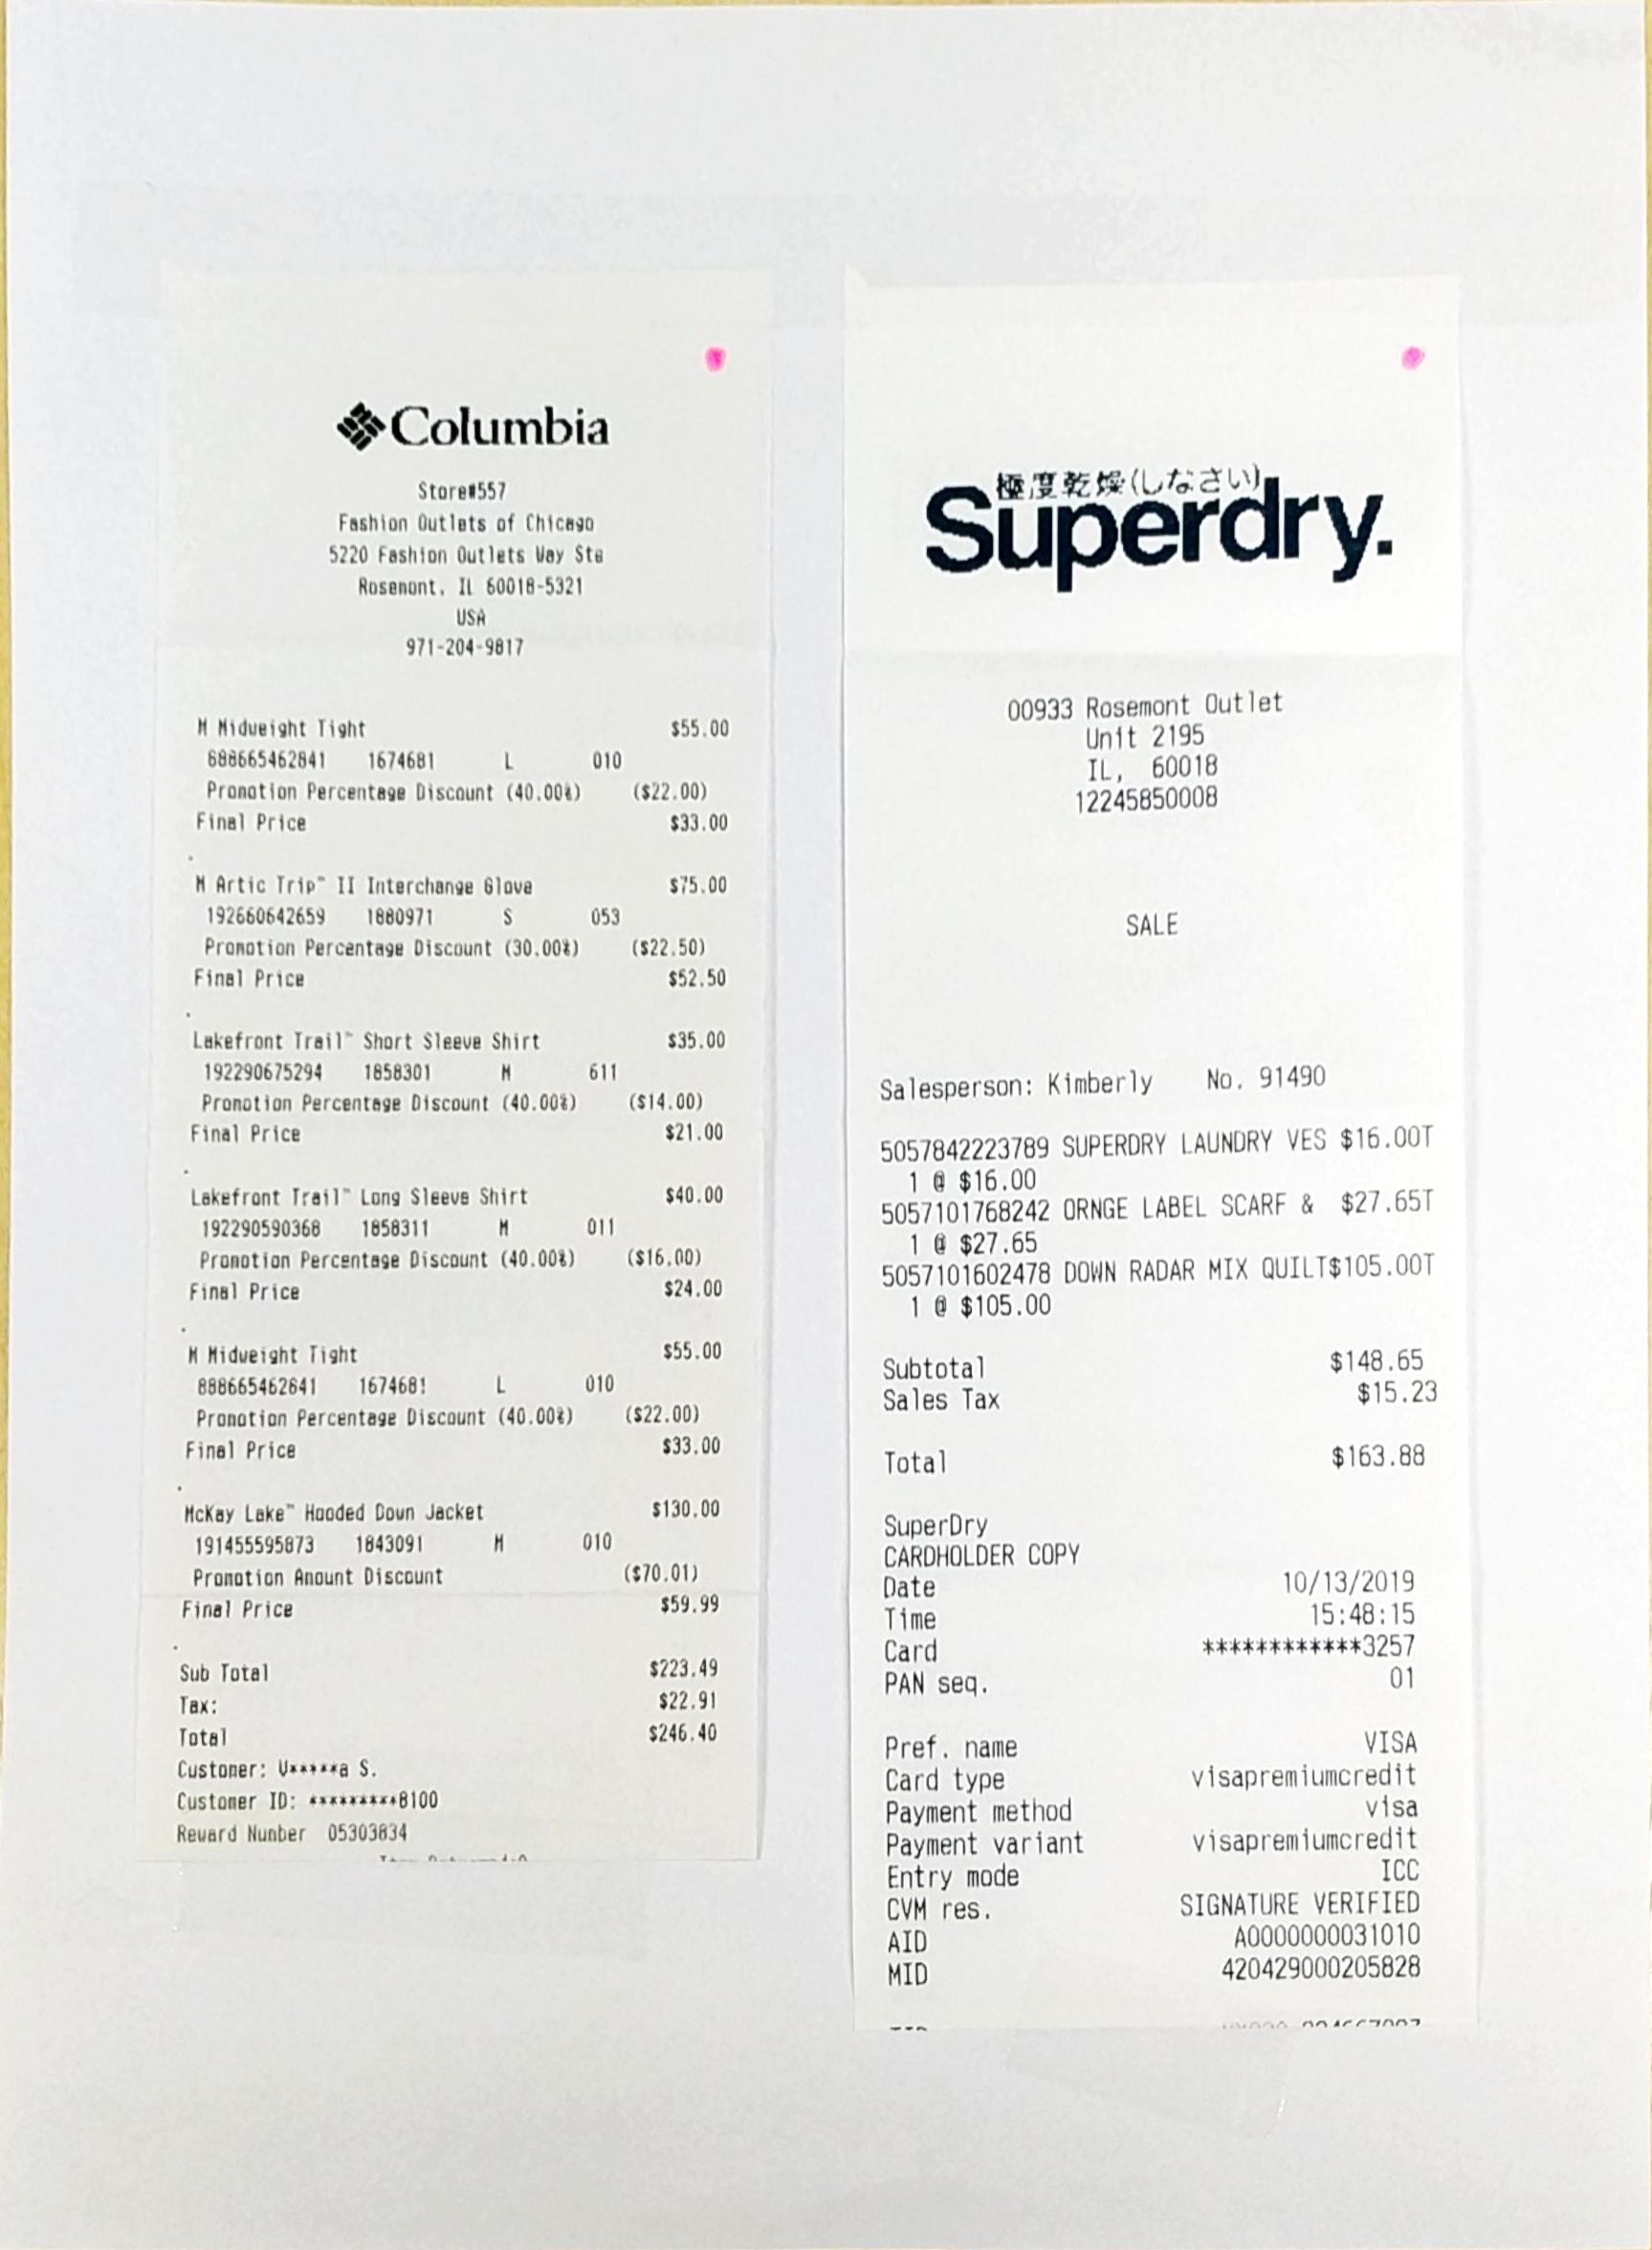 Columbia
Store#557
Fashion Outlets of Chicago
5220 Fashion Outlets Way Ste
Rosemont, IL 60018-5321
USA
971-204-9817
M Midweight Tight $55.00
888665462841 1674681 L 010
Promotion Percentage Discount (40.00%) ($22.00)
Final Price $33.00
.
M Artic Trip™ II Interchange Glove $75.00
192660642659 1880971 S 053
Promotion Percentage Discount (30.00%) ($22.50)
Final Price $52.50
.
Lakefront Trail™ Short Sleeve Shirt $35.00
192290675294 1858301 M 611
Promotion Percentage Discount (40.00%) ($14.00)
Final Price $21.00
.
Lakefront Trail™ Long Sleeve Shirt $40.00
192290590368 1858311 M 011
Promotion Percentage Discount (40.00%) ($16.00)
Final Price $24.00
.
M Midweight Tight $55.00
888665462841 1674681 L 010
Promotion Percentage Discount (40.00%) ($22.00)
Final Price $33.00
.
McKay Lake™ Hooded Down Jacket $130.00
191455595873 1843091 M 010
Promotion Amount Discount ($70.01)
Final Price $59.99
.
Sub Total $223.49
Tax: $22.91
Total $246.40
Customer: V*****a S.
Customer ID: *********8100
Reward Number 05303834
極度乾燥(しなさい)
Superdry.
00933 Rosemont Outlet
Unit 2195
IL, 60018
12245850008
SALE
Salesperson: Kimberly No. 91490
5057842223789 SUPERDRY LAUNDRY VES $16.00T
1 @ $16.00
5057101768242 ORNGE LABEL SCARF & $27.65T
1 @ $27.65
5057101602478 DOWN RADAR MIX QUILT$105.00T
1 @ $105.00
Subtotal $148.65
Sales Tax $15.23
Total $163.88
SuperDry
CARDHOLDER COPY
Date 10/13/2019
Time 15:48:15
Card ************3257
PAN seq. 01
Pref. name VISA
Card type visapremiumcredit
Payment method visa
Payment variant visapremiumcredit
Entry mode ICC
CVM res. SIGNATURE VERIFIED
AID A0000000031010
MID 420429000205828